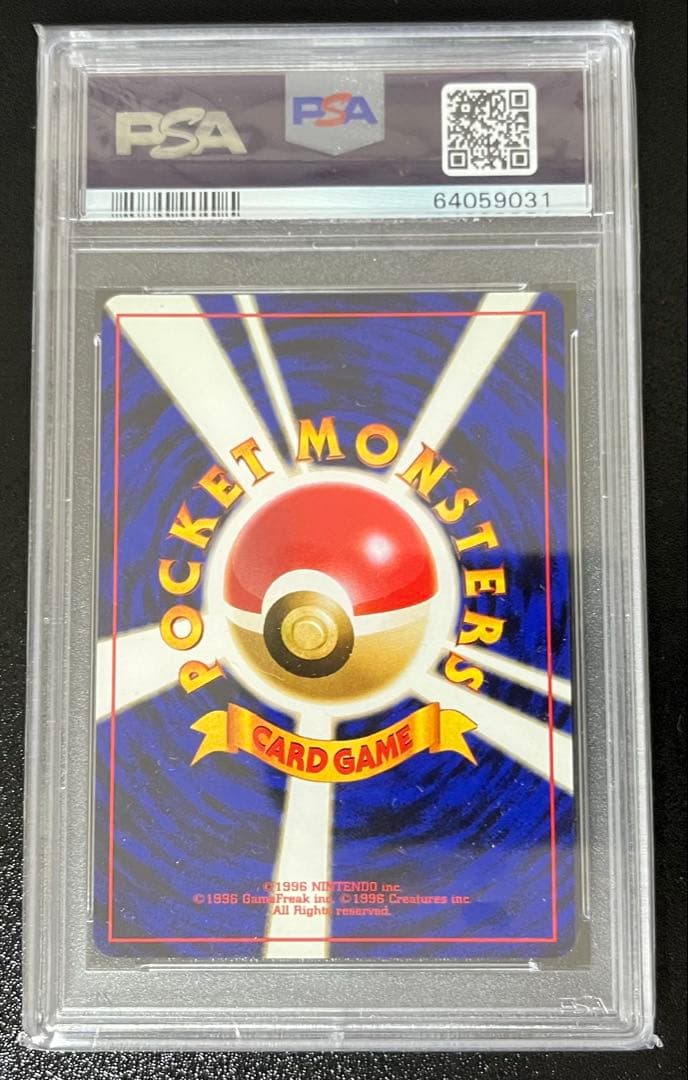 PSA
PSA
64059031
POCKET MONSTERS
CARD GAME
©1996 NINTENDO inc.
©1996 GameFreak inc. ©1996 Creatures inc.
All Rights reserved.
PSA